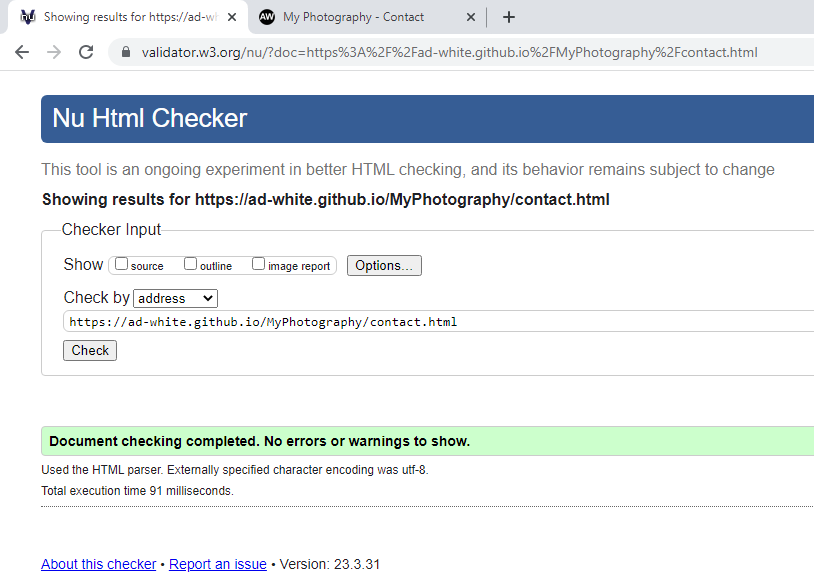 Showing results for https://ad-wh
AW My Photography - Contact
validator.w3.org/nu/?doc=https%3A%2F%2Fad-white.github.io%2FMyPhotography%2Fcontact.html
Nu Html Checker
This tool is an ongoing experiment in better HTML checking, and its behavior remains subject to change
Showing results for https://ad-white.github.io/MyPhotography/contact.html
Checker Input
Show source outline image report Options...
Check by address
https://ad-white.github.io/MyPhotography/contact.html
Check
Document checking completed. No errors or warnings to show.
Used the HTML parser. Externally specified character encoding was utf-8.
Total execution time 91 milliseconds.
About this checker • Report an issue • Version: 23.3.31